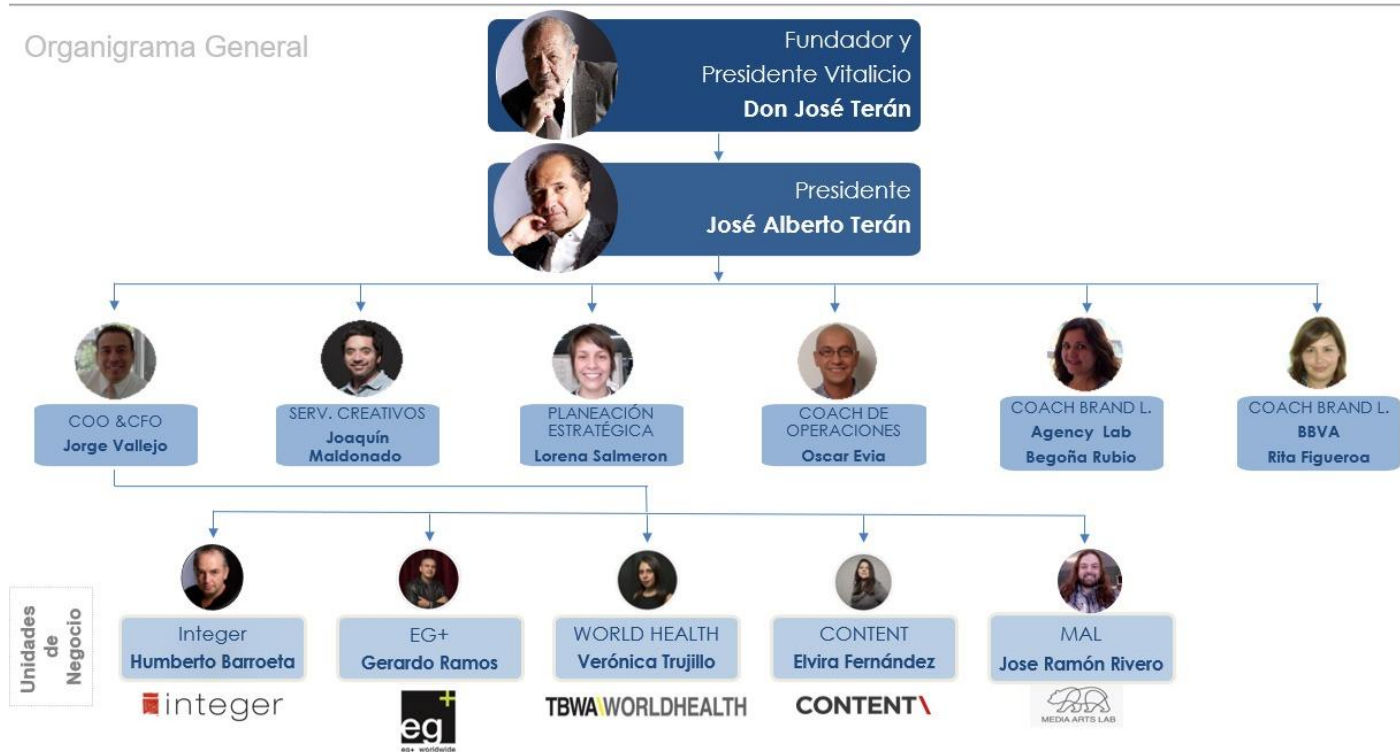 Organigrama General
Fundador y
Presidente Vitalicio
Don José Terán
Presidente
José Alberto Terán
COO &CFO
Jorge Vallejo
SERV. CREATIVOS
Joaquín
Maldonado
PLANEACIÓN
ESTRATÉGICA
Lorena Salmeron
COACH DE
OPERACIONES
Oscar Evia
COACH BRAND L.
Agency Lab
Begoña Rubio
COACH BRAND L.
BBVA
Rita Figueroa
Unidades
de
Negocio
Integer
Humberto Barroeta
integer
EG+
Gerardo Ramos
eg+
eg+ worldwide
WORLD HEALTH
Verónica Trujillo
TBWA\WORLDHEALTH
CONTENT
Elvira Fernández
CONTENT\
MAL
Jose Ramón Rivero
MEDIA ARTS LAB